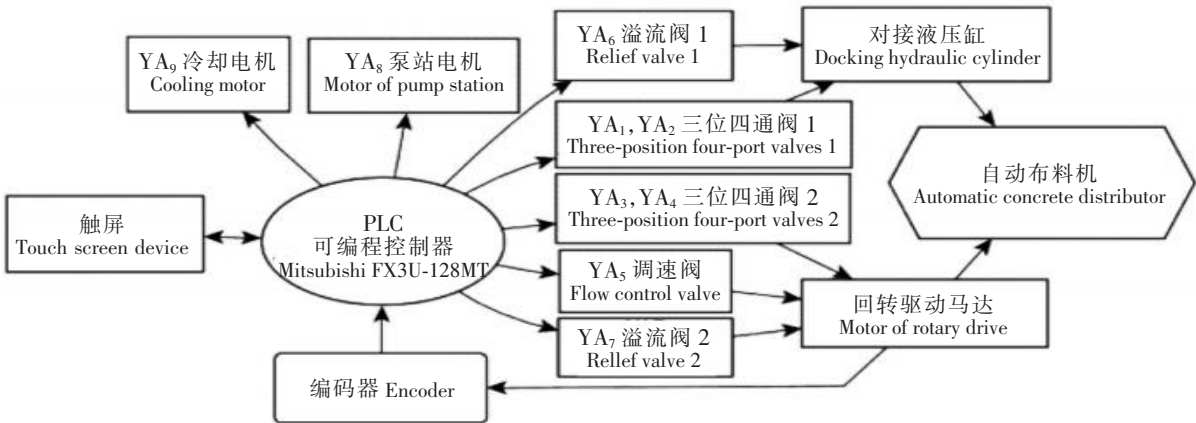 YA₉ 冷却电机
Cooling motor
YA₈ 泵站电机
Motor of pump station
YA₆ 溢流阀 1
Relief valve 1
对接液压缸
Docking hydraulic cylinder
YA₁, YA₂ 三位四通阀 1
Three-position four-port valves 1
自动布料机
Automatic concrete distributor
触屏
Touch screen device
PLC
可编程控制器
Mitsubishi FX3U-128MT
YA₃, YA₄ 三位四通阀 2
Three-position four-port valves 2
YA₅ 调速阀
Flow control valve
回转驱动马达
Motor of rotary drive
YA₇ 溢流阀 2
Rellef valve 2
编码器 Encoder